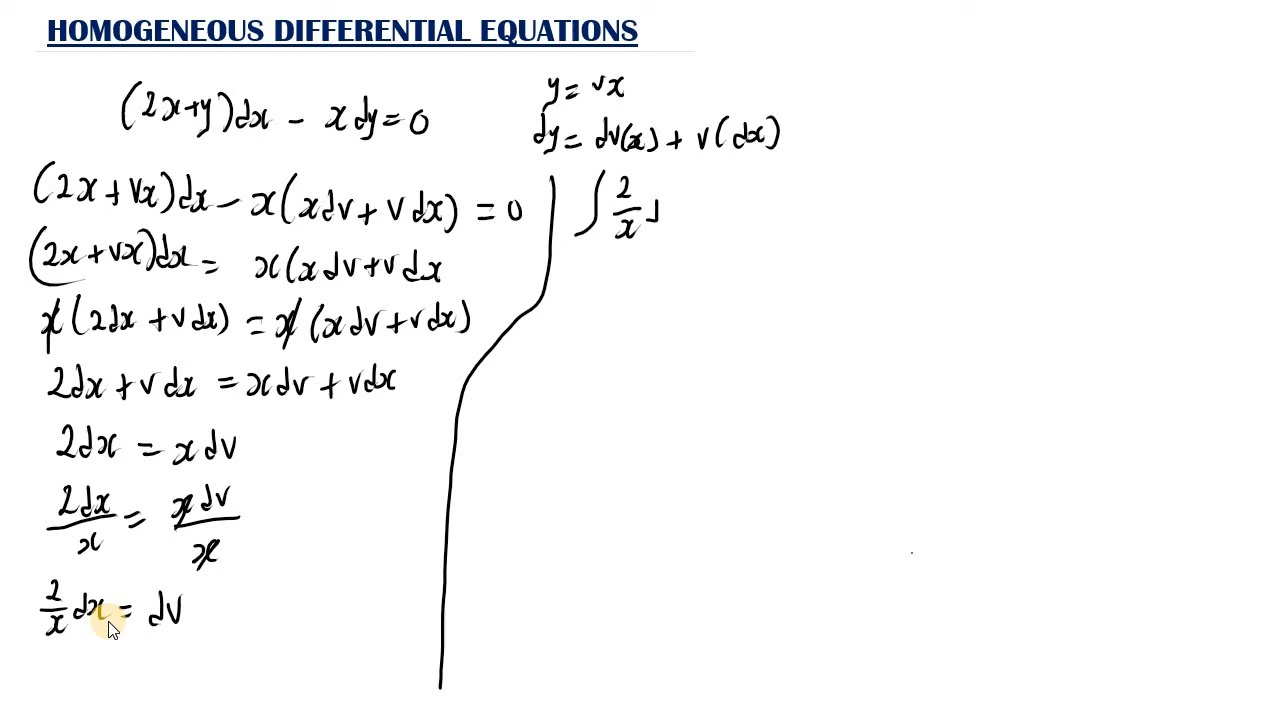 HOMOGENEOUS DIFFERENTIAL EQUATIONS
(2x+y)dx - x dy = 0
(2x + vx)dx - x(x dv + v dx) = 0
(2x + vx)dx = x(x dv + v dx
x(2dx + v dx) = x(x dv + v dx)
2dx + v dx = x dv + v dx
2dx = x dv
2dx/x = x dv/x
2/x dx = dv
y = vx
dy = dv(x) + v(dx)
∫ 2/x